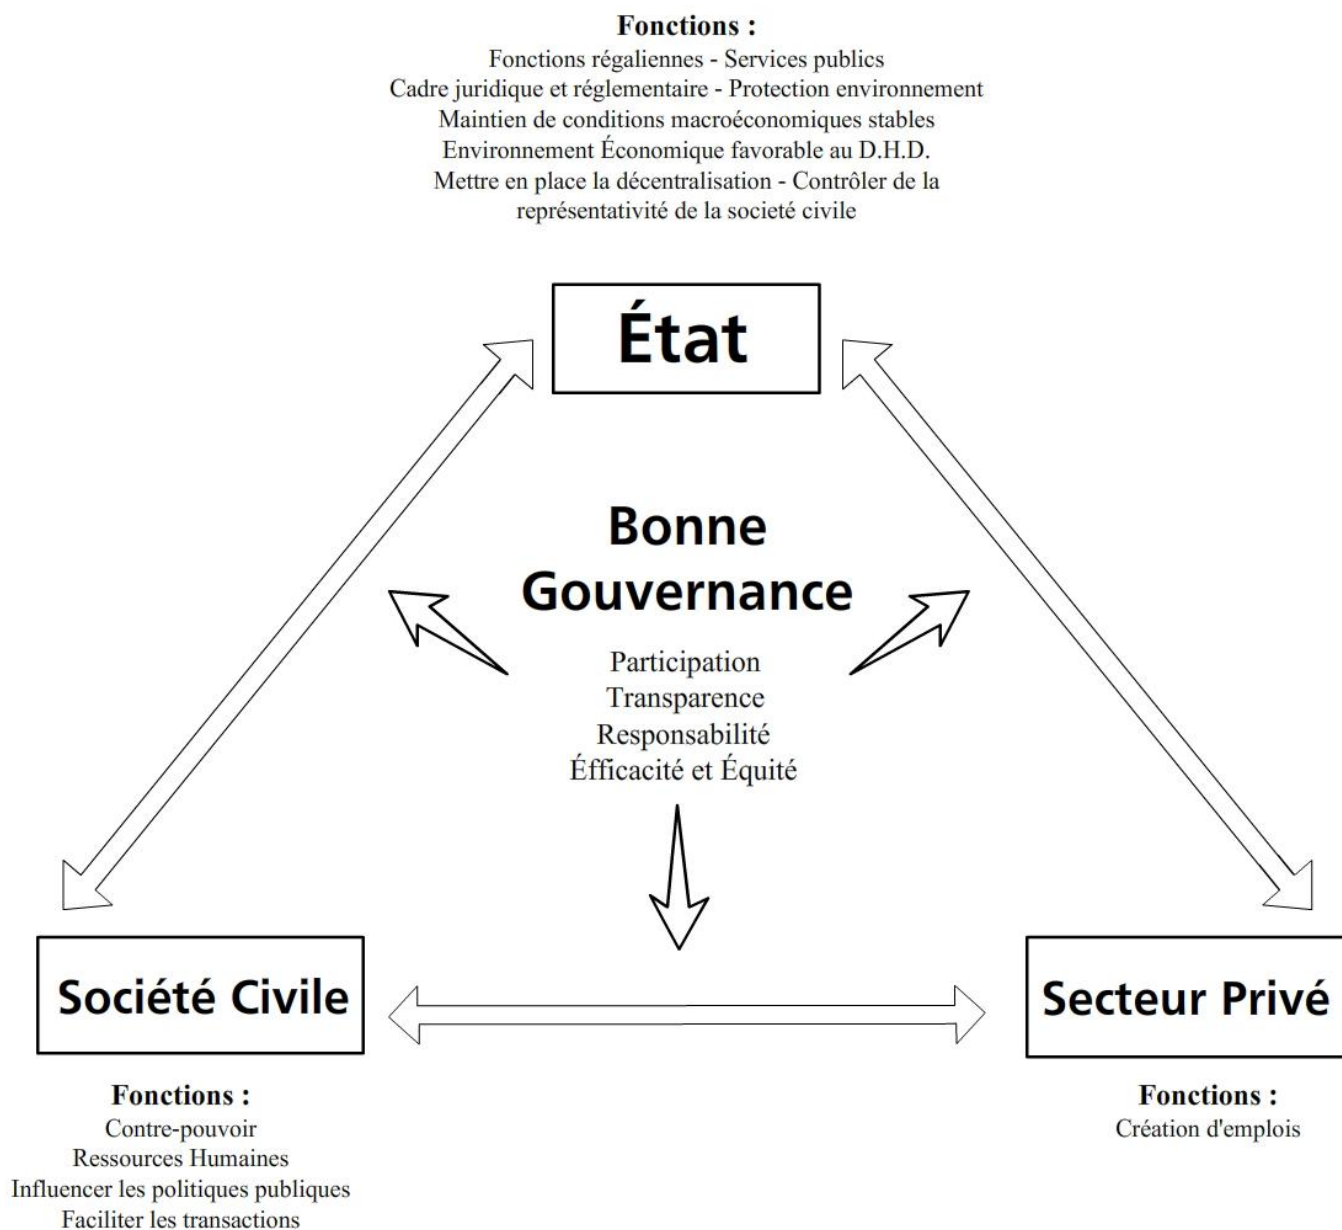 Fonctions :
Fonctions régaliennes - Services publics
Cadre juridique et réglementaire - Protection environnement
Maintien de conditions macroéconomiques stables
Environnement Économique favorable au D.H.D.
Mettre en place la décentralisation - Contrôler de la
représentativité de la societé civile
État
Bonne
Gouvernance
Participation
Transparence
Responsabilité
Éfficacité et Équité
Société Civile
Secteur Privé
Fonctions :
Contre-pouvoir
Ressources Humaines
Influencer les politiques publiques
Faciliter les transactions
Fonctions :
Création d'emplois